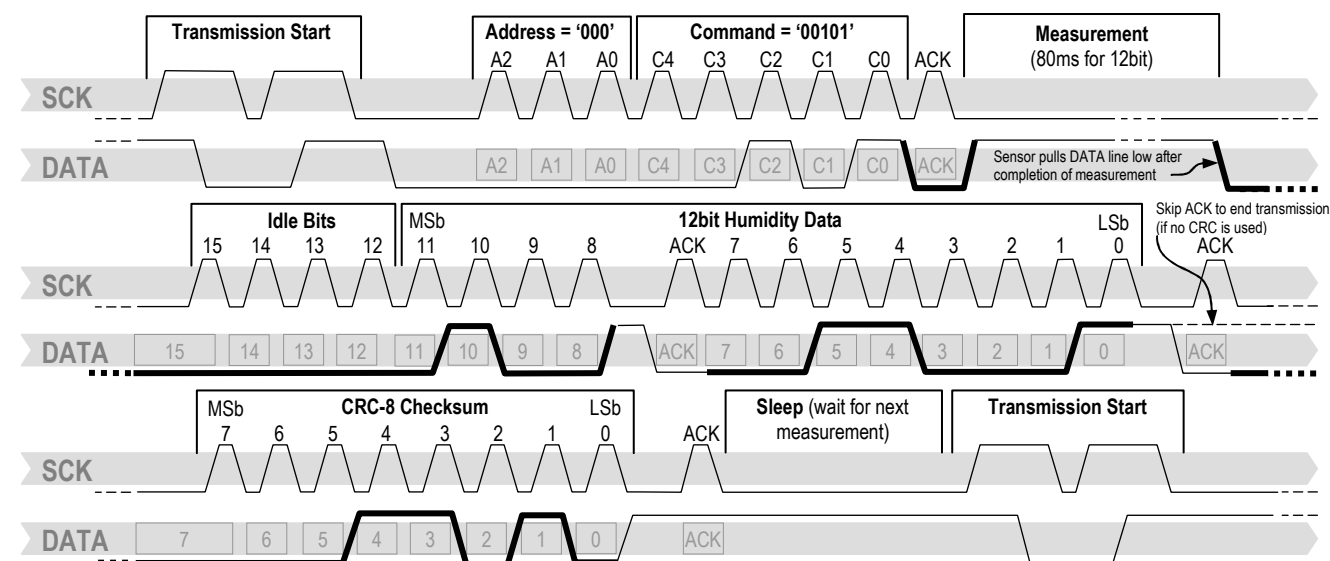 Transmission Start Address = ‘000’ Command = ‘00101’ Measurement
(80ms for 12bit)
A2 A1 A0 C4 C3 C2 C1 C0 ACK
SCK
DATA A2 A1 A0 C4 C3 C2 C1 C0 ACK
Sensor pulls DATA line low after
completion of measurement
Skip ACK to end transmission
(if no CRC is used)
Idle Bits MSb 12bit Humidity Data LSb
15 14 13 12 11 10 9 8 ACK 7 6 5 4 3 2 1 0 ACK
SCK
DATA 15 14 13 12 11 10 9 8 ACK 7 6 5 4 3 2 1 0 ACK
MSb CRC-8 Checksum LSb Sleep (wait for next
measurement) Transmission Start
7 6 5 4 3 2 1 0 ACK
SCK
DATA 7 6 5 4 3 2 1 0 ACK